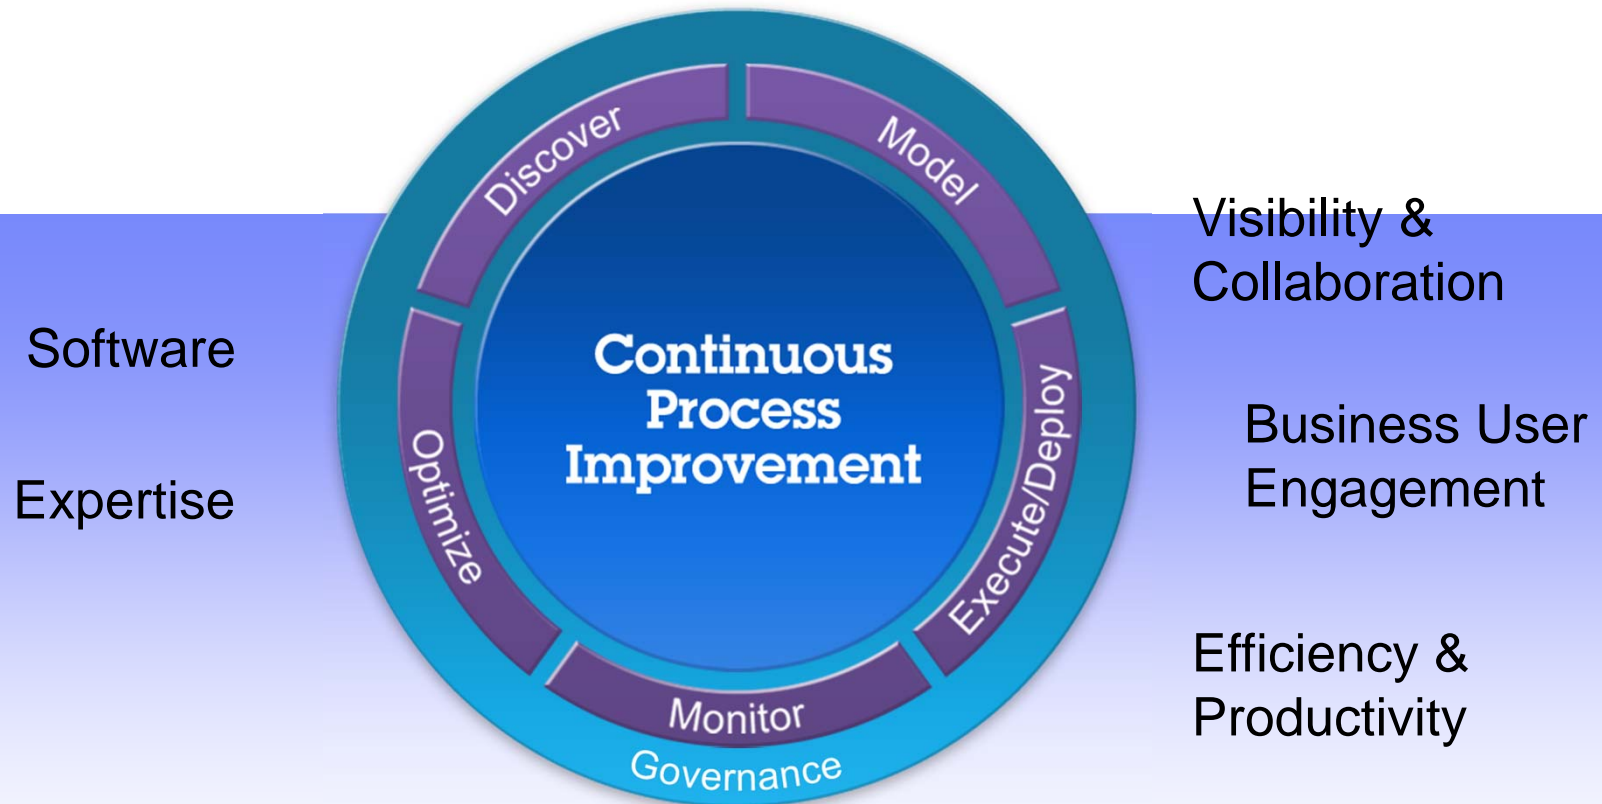 Discover
Model
Visibility &
Collaboration
Software
Continuous
Process
Improvement
Execute/Deploy
Business User
Engagement
Optimize
Expertise
Efficiency &
Productivity
Monitor
Governance